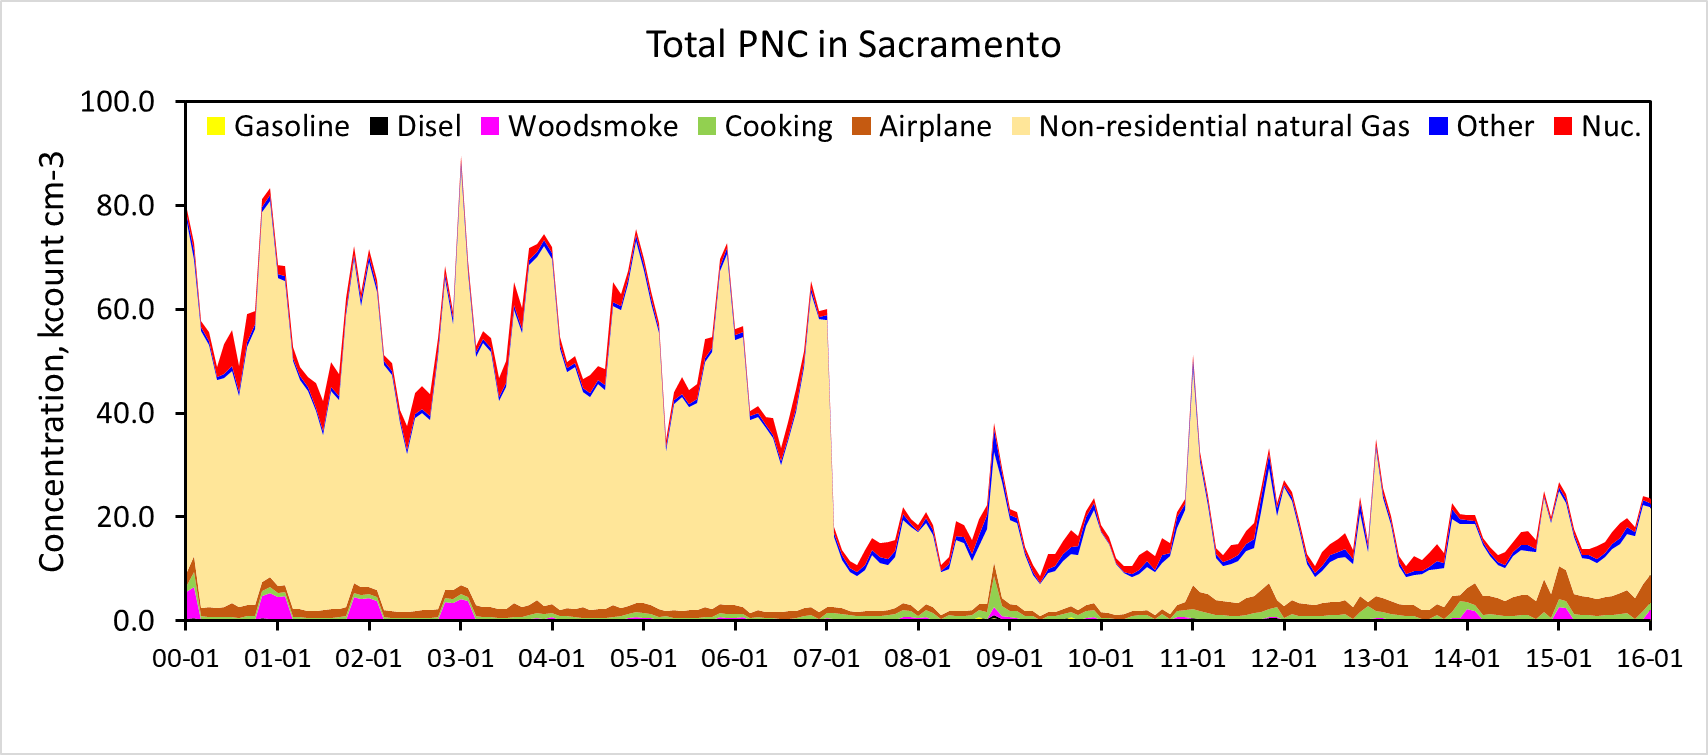 Total PNC in Sacramento
100.0
Gasoline Disel Woodsmoke Cooking Airplane Non-residential natural Gas Other Nuc.
80.0
60.0
40.0
20.0
0.0
Concentration, kcount cm-3
00-01 01-01 02-01 03-01 04-01 05-01 06-01 07-01 08-01 09-01 10-01 11-01 12-01 13-01 14-01 15-01 16-01